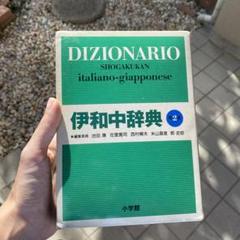 DIZIONARIO
SHOGAKUKAN
italiano-giapponese
伊和中辞典 2
小学館